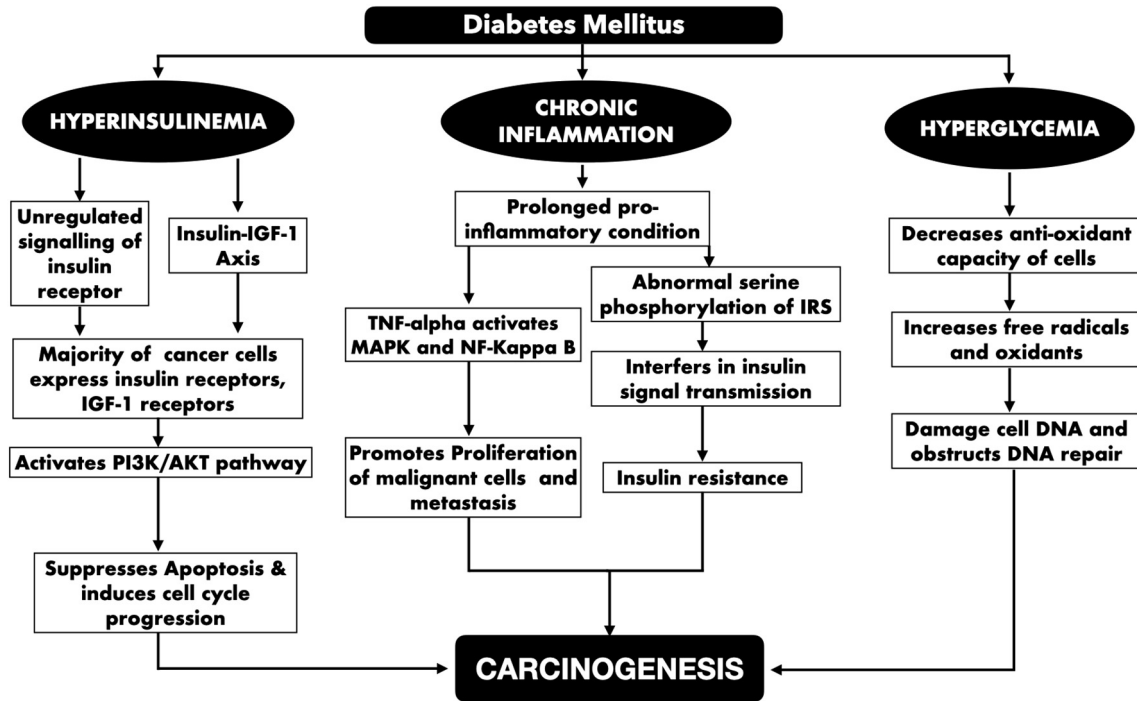 Diabetes Mellitus
HYPERINSULINEMIA
CHRONIC
INFLAMMATION
HYPERGLYCEMIA
Unregulated
signalling of
insulin
receptor
Insulin-IGF-1
Axis
Majority of cancer cells
express insulin receptors,
IGF-1 receptors
Activates PI3K/AKT pathway
Suppresses Apoptosis &
induces cell cycle
progression
Prolonged pro-
inflammatory condition
TNF-alpha activates
MAPK and NF-Kappa B
Promotes Proliferation
of malignant cells and
metastasis
Abnormal serine
phosphorylation of IRS
Interfers in insulin
signal transmission
Insulin resistance
Decreases anti-oxidant
capacity of cells
Increases free radicals
and oxidants
Damage cell DNA and
obstructs DNA repair
CARCINOGENESIS